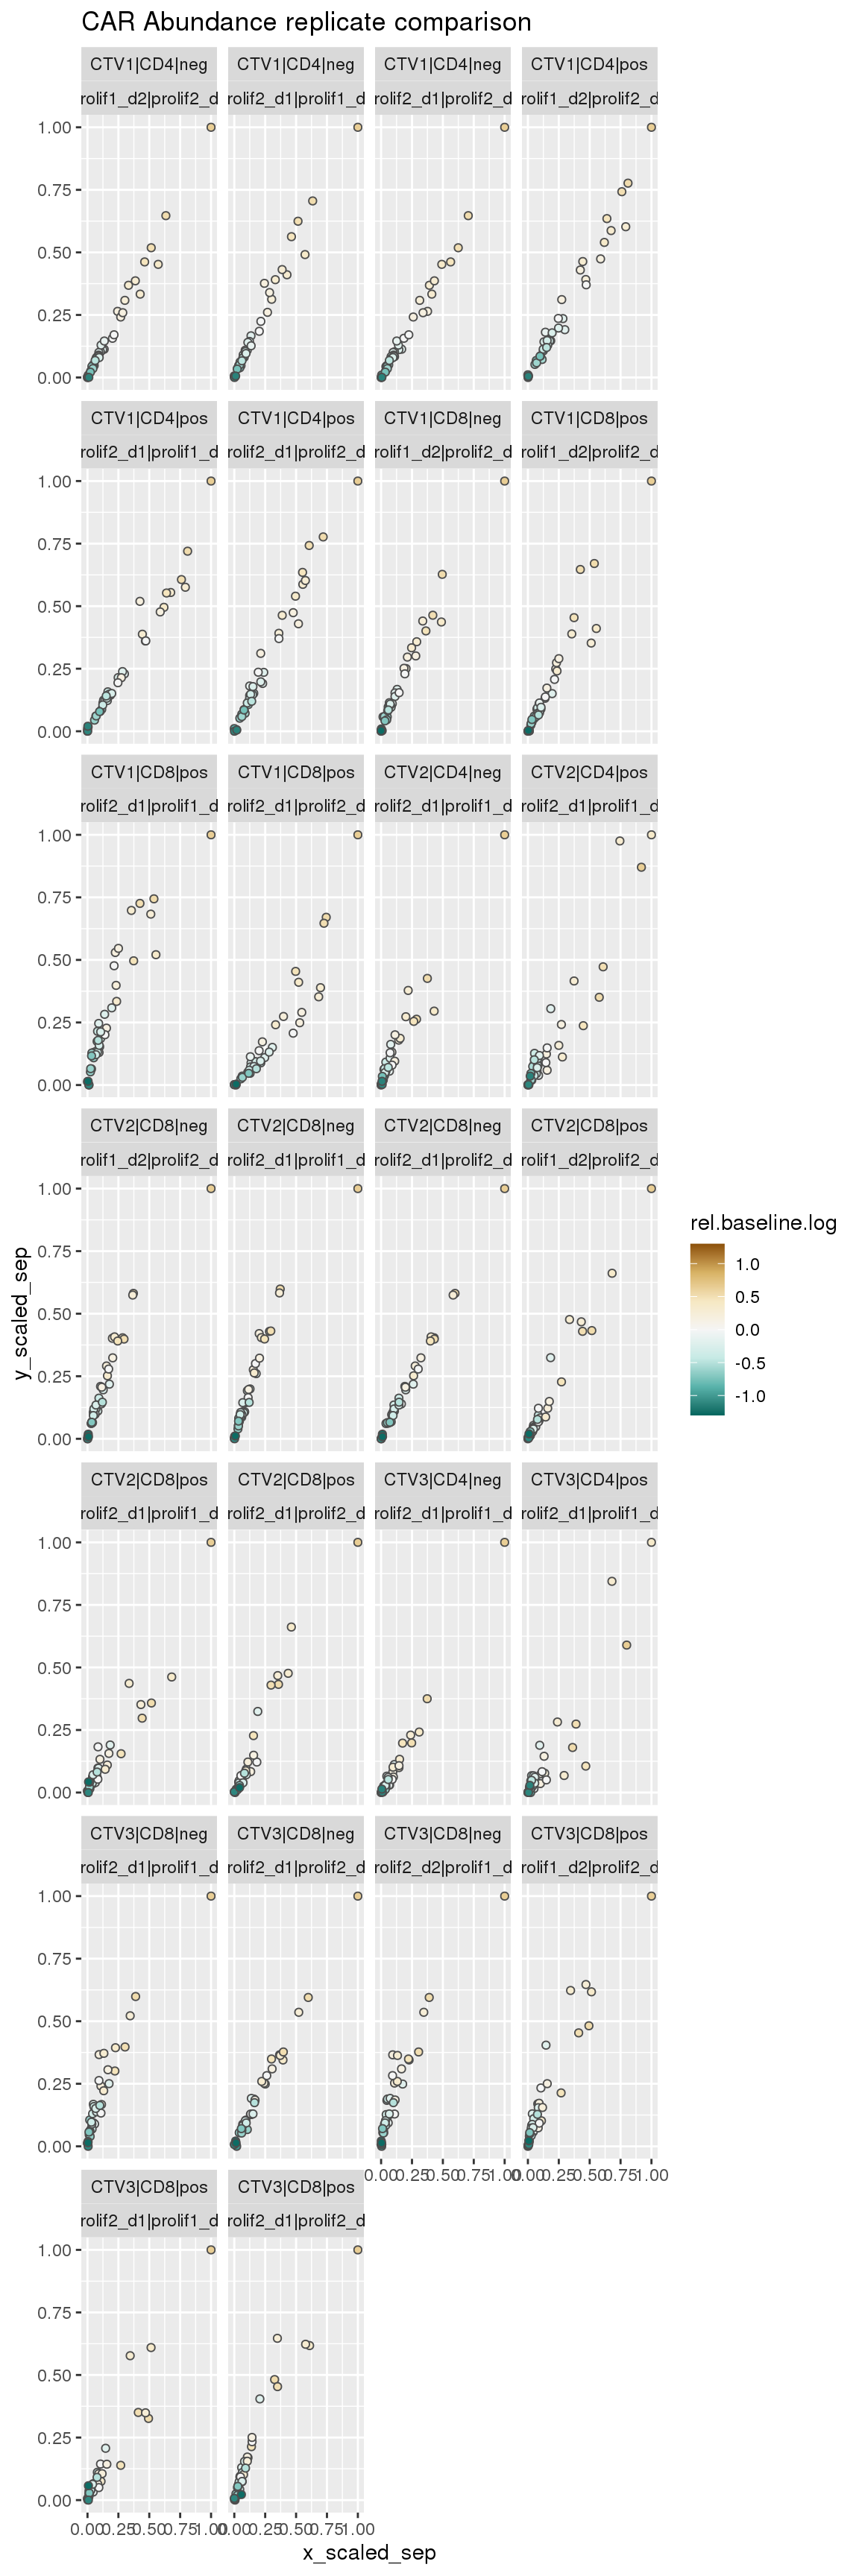 CAR Abundance replicate comparison
CTV1|CD4|neg CTV1|CD4|neg CTV1|CD4|neg CTV1|CD4|pos
rolif1_d2|prolif2_d rolif2_d1|prolif1_d rolif2_d1|prolif2_d rolif1_d2|prolif2_d
1.00
0.75
0.50
0.25
0.00
CTV1|CD4|pos CTV1|CD4|pos CTV1|CD8|neg CTV1|CD8|pos
rolif2_d1|prolif1_d rolif2_d1|prolif2_d rolif1_d2|prolif2_d rolif1_d2|prolif2_d
1.00
0.75
0.50
0.25
0.00
CTV1|CD8|pos CTV1|CD8|pos CTV2|CD4|neg CTV2|CD4|pos
rolif2_d1|prolif1_d rolif2_d1|prolif2_d rolif2_d1|prolif1_d rolif2_d1|prolif1_d
1.00
0.75
0.50
0.25
0.00
CTV2|CD8|neg CTV2|CD8|neg CTV2|CD8|neg CTV2|CD8|pos
rolif1_d2|prolif2_d rolif2_d1|prolif1_d rolif2_d1|prolif2_d rolif1_d2|prolif2_d
1.00
0.75
0.50
0.25
0.00
y_scaled_sep
rel.baseline.log
1.0
0.5
0.0
-0.5
-1.0
CTV2|CD8|pos CTV2|CD8|pos CTV3|CD4|neg CTV3|CD4|pos
rolif2_d1|prolif1_d rolif2_d1|prolif2_d rolif2_d1|prolif1_d rolif2_d1|prolif1_d
1.00
0.75
0.50
0.25
0.00
CTV3|CD8|neg CTV3|CD8|neg CTV3|CD8|neg CTV3|CD8|pos
rolif2_d1|prolif1_d rolif2_d1|prolif2_d rolif2_d2|prolif1_d rolif1_d2|prolif2_d
1.00
0.75
0.50
0.25
0.00
0.00 0.25 0.50 0.75 1.00 0.00 0.25 0.50 0.75 1.00
CTV3|CD8|pos CTV3|CD8|pos
rolif2_d1|prolif1_d rolif2_d1|prolif2_d
1.00
0.75
0.50
0.25
0.00
0.00 0.25 0.50 0.75 1.00 0.00 0.25 0.50 0.75 1.00
x_scaled_sep